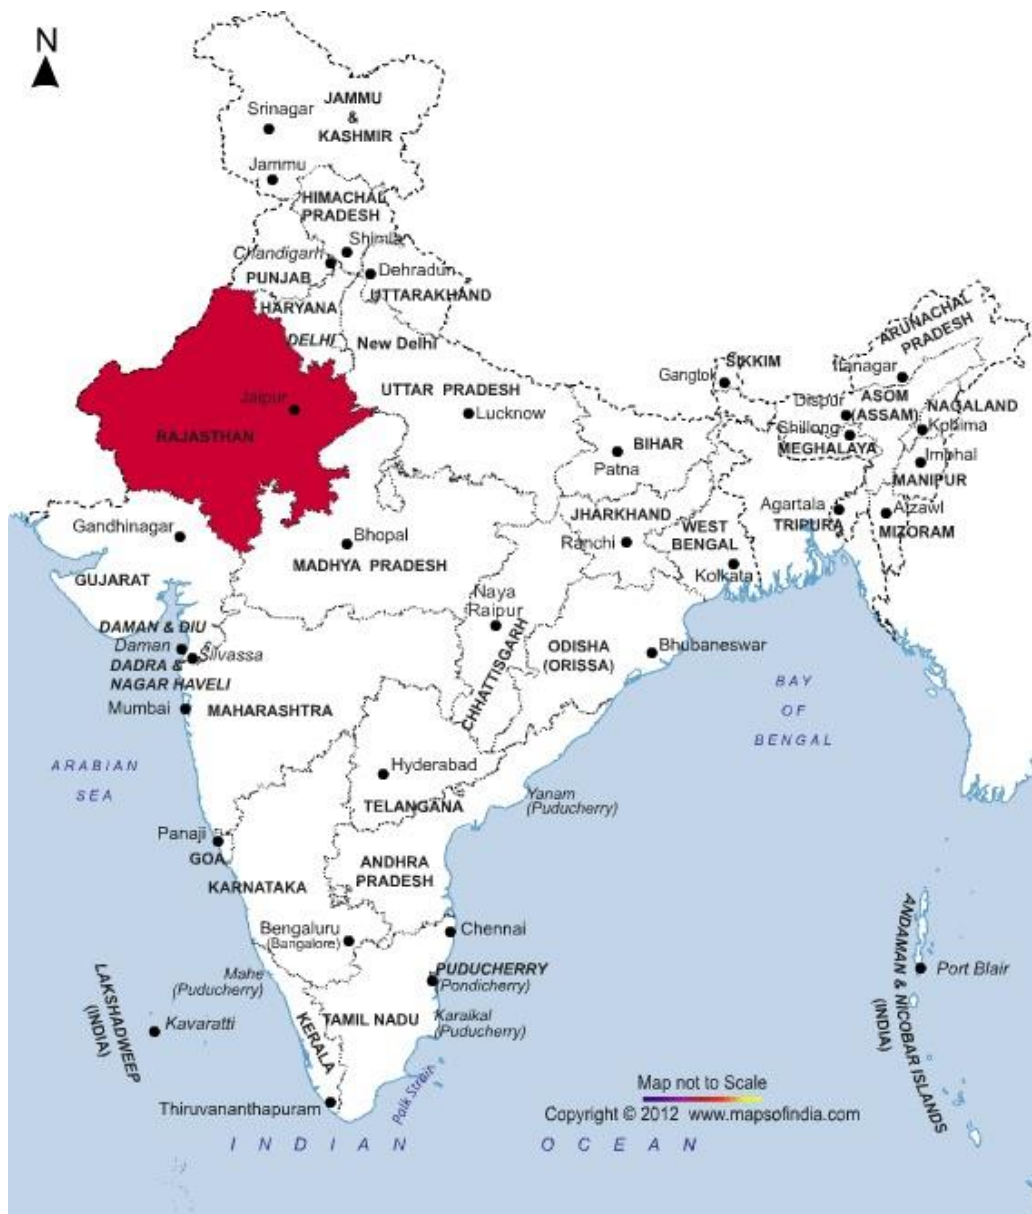 N
JAMMU
&
KASHMIR
Srinagar
Jammu
HIMACHAL
PRADESH
Shimla
Chandigarh
PUNJAB
Dehradun
UTTARAKHAND
HARYANA
DELHI
New Delhi
ARUNACHAL
PRADESH
SIKKIM
Gangtok
Itanagar
UTTAR PRADESH
Lucknow
Jaipur
RAJASTHAN
Dispur
ASOM
(ASSAM)
NAGALAND
Kohima
Shillong
MEGHALAYA
BIHAR
Patna
Imphal
MANIPUR
Gandhinagar
GUJARAT
Bhopal
MADHYA PRADESH
JHARKHAND
Ranchi
WEST
BENGAL
Kolkata
Agartala
TRIPURA
Aizawl
MIZORAM
Naya
Raipur
CHHATTISGARH
ODISHA
(ORISSA)
Bhubaneswar
DAMAN & DIU
Daman
Silvassa
DADRA &
NAGAR HAVELI
Mumbai
MAHARASHTRA
BAY
OF
BENGAL
ARABIAN
SEA
Hyderabad
TELANGANA
Yanam
(Puducherry)
Panaji
GOA
KARNATAKA
ANDHRA
PRADESH
Bengaluru
(Bangalore)
Chennai
PUDUCHERRY
(Pondicherry)
Mahe
(Puducherry)
LAKSHADWEEP
(INDIA)
Kavaratti
KERALA
TAMIL NADU
Karaikal
(Puducherry)
ANDAMAN & NICOBAR ISLANDS
(INDIA)
Port Blair
Palk Strait
Thiruvananthapuram
Map not to Scale
Copyright © 2012 www.mapsofindia.com
INDIAN OCEAN